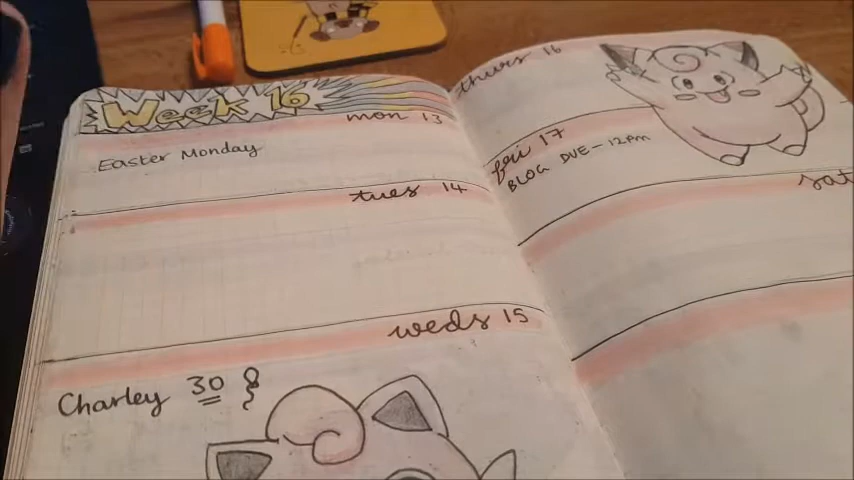 Week 16
mon 13
Easter Monday
tues 14
weds 15
Charley 30
thurs 16
fri 17
BLOG DUE - 12pm
sat